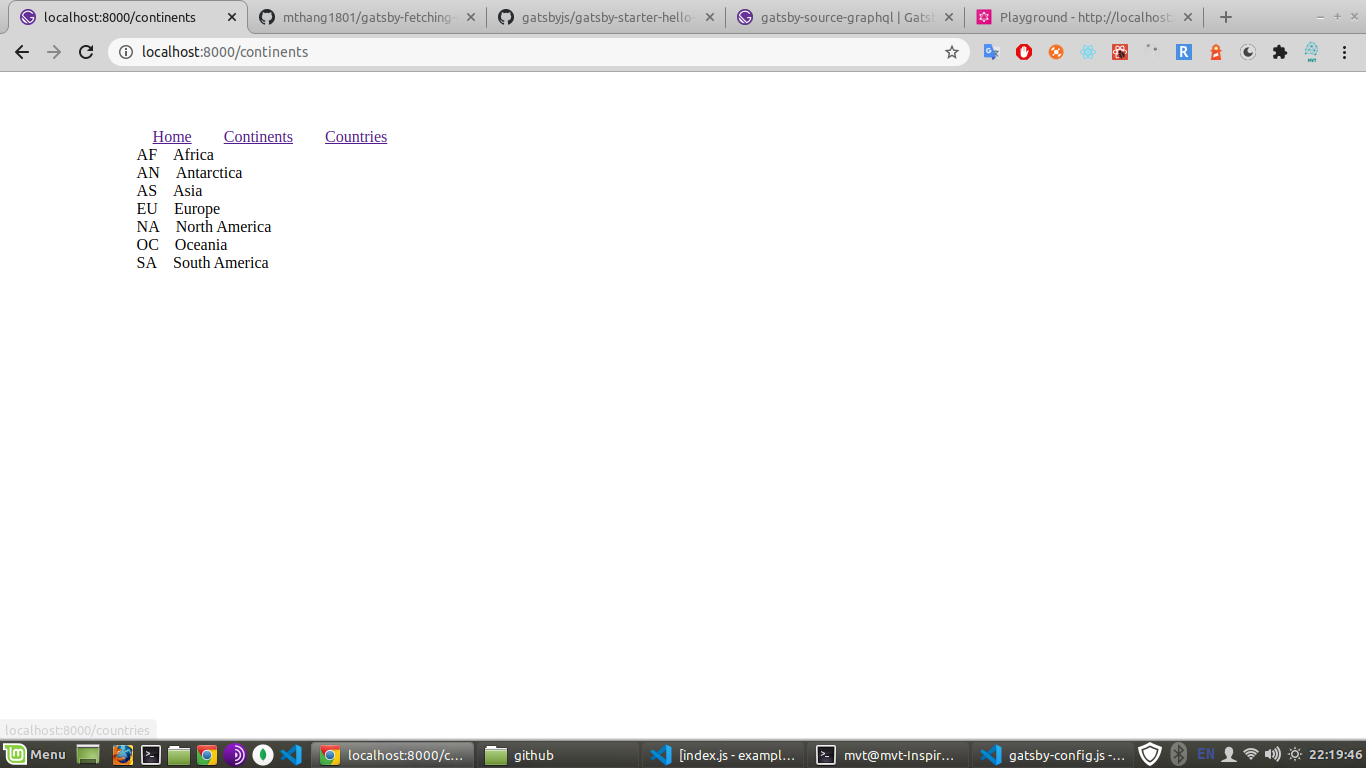 localhost:8000/continents
mthang1801/gatsby-fetching-
gatsbyjs/gatsby-starter-hello-
gatsby-source-graphql | Gats
Playground - http://localhost:
localhost:8000/continents
Home Continents Countries
AF Africa
AN Antarctica
AS Asia
EU Europe
NA North America
OC Oceania
SA South America
localhost:8000/countries
Menu
localhost:8000/c...
github
[index.js - exampl...
mvt@mvt-Inspir...
gatsby-config.js -...
EN
22:19:46